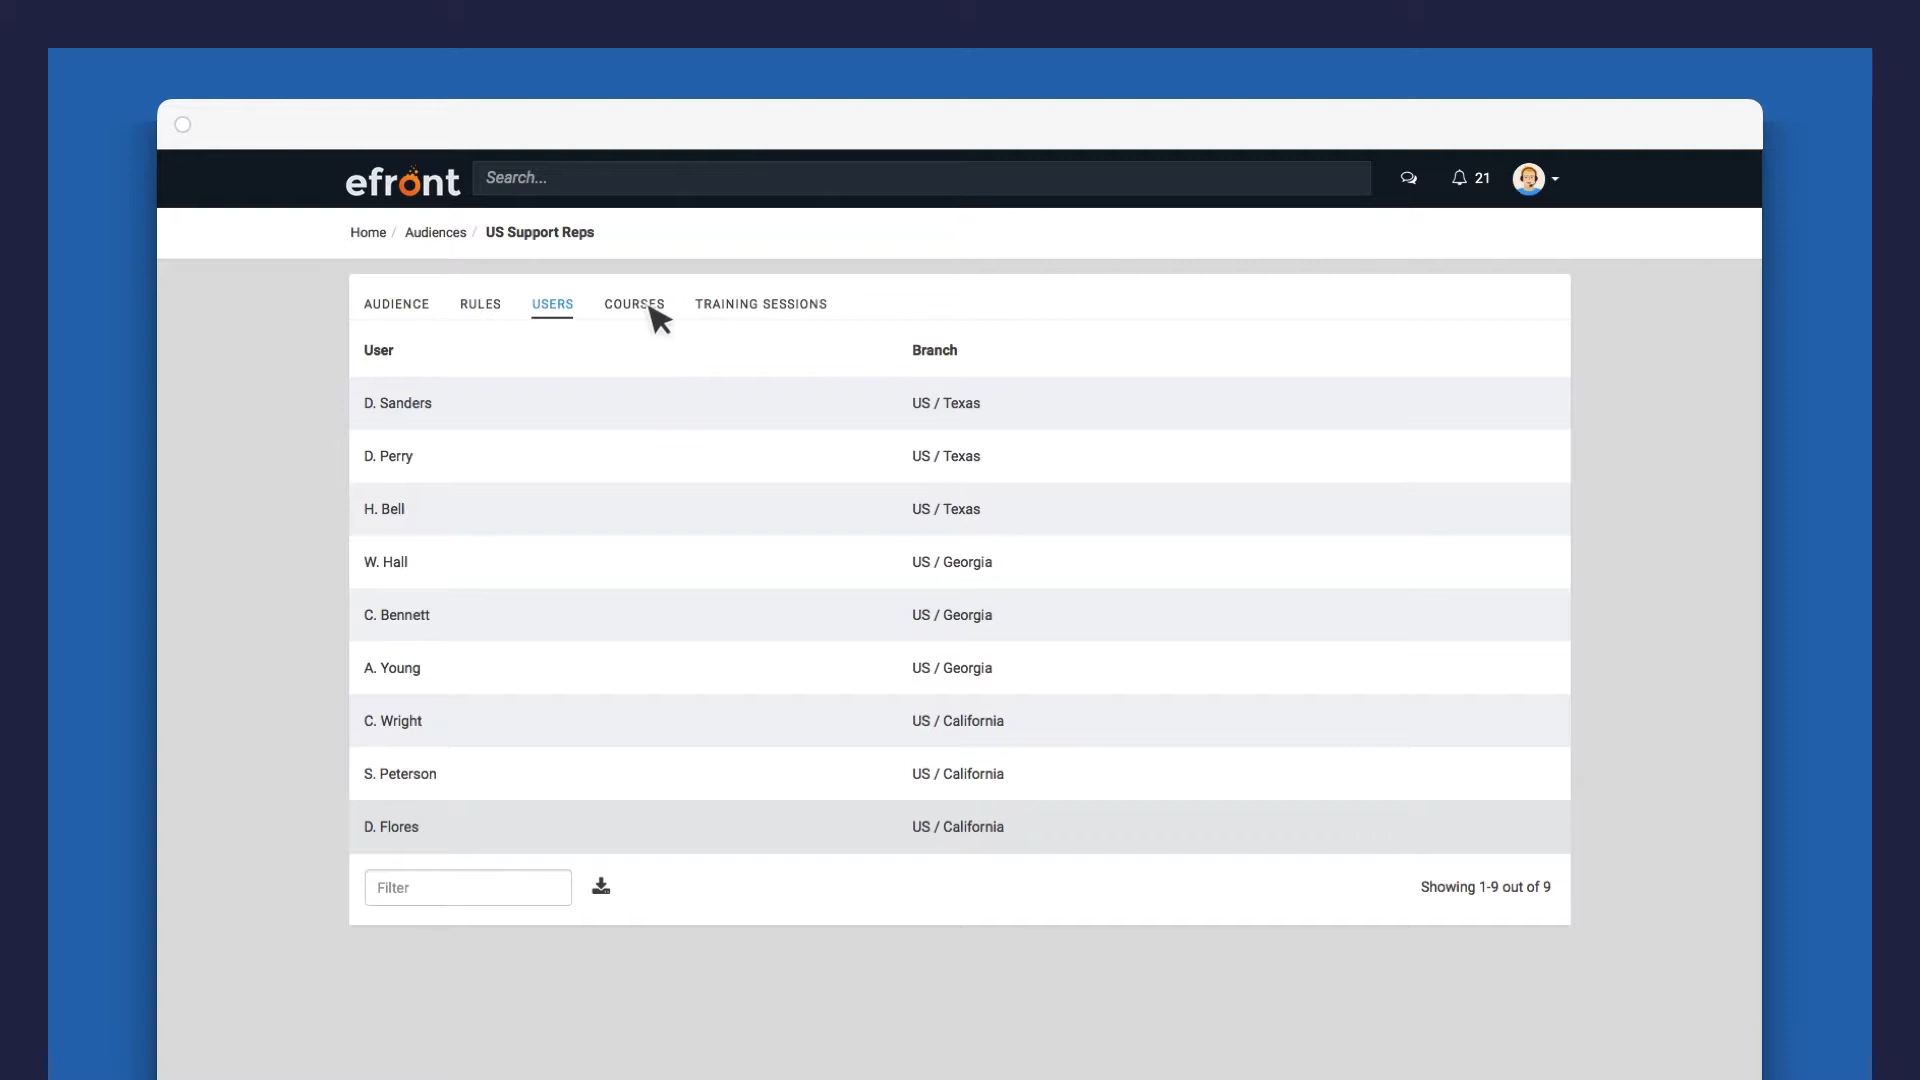 efront Search... 21
Home / Audiences / US Support Reps
AUDIENCE RULES USERS COURSES TRAINING SESSIONS
User Branch
D. Sanders US / Texas
D. Perry US / Texas
H. Bell US / Texas
W. Hall US / Georgia
C. Bennett US / Georgia
A. Young US / Georgia
C. Wright US / California
S. Peterson US / California
D. Flores US / California
Filter Showing 1-9 out of 9